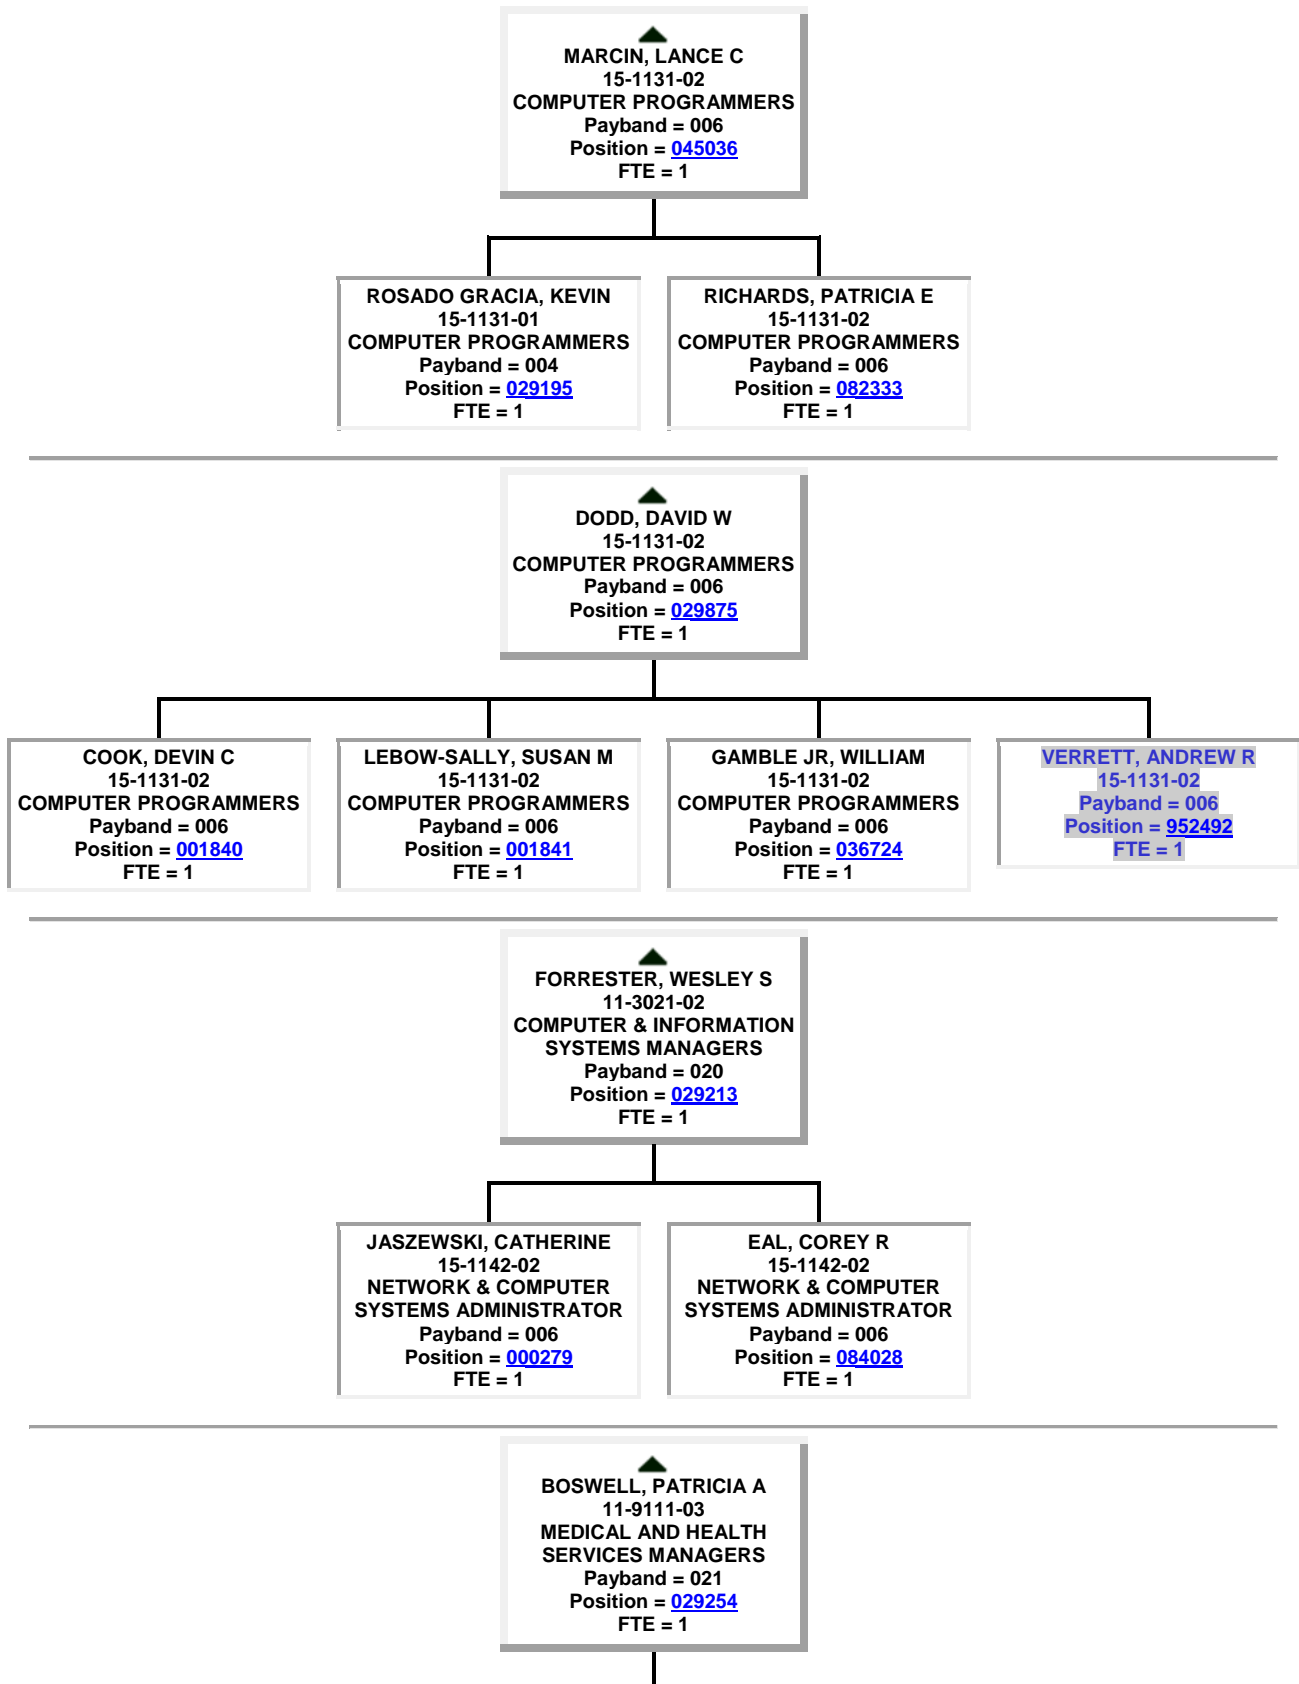 MARCIN, LANCE C
15-1131-02
COMPUTER PROGRAMMERS
Payband = 006
Position = 045036
FTE = 1
ROSADO GRACIA, KEVIN
15-1131-01
COMPUTER PROGRAMMERS
Payband = 004
Position = 029195
FTE = 1
RICHARDS, PATRICIA E
15-1131-02
COMPUTER PROGRAMMERS
Payband = 006
Position = 082333
FTE = 1
DODD, DAVID W
15-1131-02
COMPUTER PROGRAMMERS
Payband = 006
Position = 029875
FTE = 1
COOK, DEVIN C
15-1131-02
COMPUTER PROGRAMMERS
Payband = 006
Position = 001840
FTE = 1
LEBOW-SALLY, SUSAN M
15-1131-02
COMPUTER PROGRAMMERS
Payband = 006
Position = 001841
FTE = 1
GAMBLE JR, WILLIAM
15-1131-02
COMPUTER PROGRAMMERS
Payband = 006
Position = 036724
FTE = 1
VERRETT, ANDREW R
15-1131-02
Payband = 006
Position = 952492
FTE = 1
FORRESTER, WESLEY S
11-3021-02
COMPUTER & INFORMATION
SYSTEMS MANAGERS
Payband = 020
Position = 029213
FTE = 1
JASZEWSKI, CATHERINE
15-1142-02
NETWORK & COMPUTER
SYSTEMS ADMINISTRATOR
Payband = 006
Position = 000279
FTE = 1
EAL, COREY R
15-1142-02
NETWORK & COMPUTER
SYSTEMS ADMINISTRATOR
Payband = 006
Position = 084028
FTE = 1
BOSWELL, PATRICIA A
11-9111-03
MEDICAL AND HEALTH
SERVICES MANAGERS
Payband = 021
Position = 029254
FTE = 1